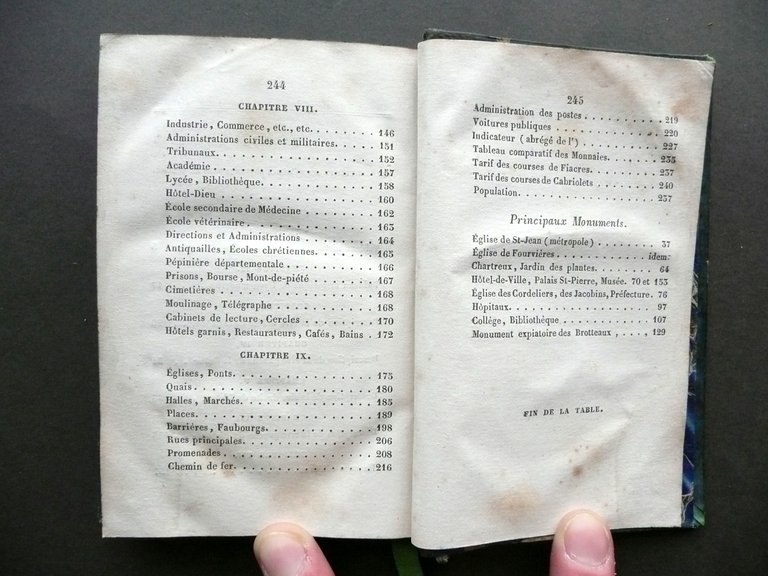 244
CHAPITRE VIII.
Industrie, Commerce, etc., etc. . . . . . . . 146
Administrations civiles et militaires. . . . . . 151
Tribunaux. . . . . . . . . . . . . . . . 152
Académie . . . . . . . . . . . . . . . . 157
Lycée, Bibliothèque. . . . . . . . . . . . . 158
Hôtel-Dieu . . . . . . . . . . . . . . . 160
École secondaire de Médecine . . . . . . . . 162
École vétérinaire. . . . . . . . . . . . . . 163
Directions et Administrations . . . . . . . . 164
Antiquailles, Écoles chrétiennes. . . . . . . . 165
Pépinière départementale . . . . . . . . . . 166
Prisons, Bourse, Mont-de-piété . . . . . . . . 167
Cimetières . . . . . . . . . . . . . . . . 168
Moulinage, Télégraphe . . . . . . . . . . . 168
Cabinets de lecture, Cercles . . . . . . . . . 170
Hôtels garnis, Restaurateurs, Cafés, Bains . 172
CHAPITRE IX.
Églises, Ponts. . . . . . . . . . . . . . . 175
Quais. . . . . . . . . . . . . . . . . . 180
Halles, Marchés. . . . . . . . . . . . . . 185
Places. . . . . . . . . . . . . . . . . . 189
Barrières, Faubourgs. . . . . . . . . . . . 198
Rues principales. . . . . . . . . . . . . . 206
Promenades . . . . . . . . . . . . . . . 208
Chemin de fer. . . . . . . . . . . . . . . 216
245
Administration des postes . . . . . . . . . . 219
Voitures publiques . . . . . . . . . . . . 220
Indicateur (abrégé de l') . . . . . . . . . . 227
Tableau comparatif des Monnaies. . . . . . . 235
Tarif des courses de Fiacres. . . . . . . . . 237
Tarif des courses de Cabriolets . . . . . . . 240
Population. . . . . . . . . . . . . . . . 237
Principaux Monuments.
Église de St-Jean (métropole) . . . . . . . . 37
Église de Fourvières. . . . . . . . . . . idem.
Chartreux, Jardin des plantes. . . . . . . . . 64
Hôtel-de-Ville, Palais St-Pierre, Musée. 70 et 153
Église des Cordeliers, des Jacobins, Préfecture. 76
Hôpitaux. . . . . . . . . . . . . . . . . 97
Collège, Bibliothèque . . . . . . . . . . . 107
Monument expiatoire des Brotteaux . . . . . 129
FIN DE LA TABLE.